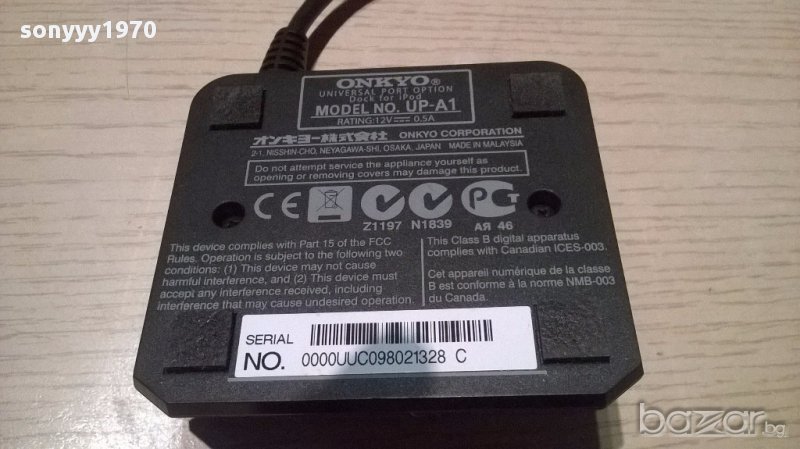 sonyyy1970
ONKYO®
UNIVERSAL PORT OPTION
Dock for iPod
MODEL NO. UP-A1
RATING:12V⎓ 0.5A
オンキヨー株式会社 ONKYO CORPORATION
2-1, NISSHIN-CHO, NEYAGAWA-SHI, OSAKA, JAPAN MADE IN MALAYSIA
Do not attempt service the appliance yourself as
opening or removing covers may damage this product.
CE
Z1197 N1839 АЯ 46
This device complies with Part 15 of the FCC
Rules. Operation is subject to the following two
conditions: (1) This device may not cause
harmful interference, and (2) This device must
accept any interference received, including
interference that may cause undesired operation.
This Class B digital apparatus
complies with Canadian ICES-003.
Cet appareil numérique de la classe
B est conforme à la norme NMB-003
du Canada.
SERIAL
NO. 0000UUC098021328 C
bazar.bg